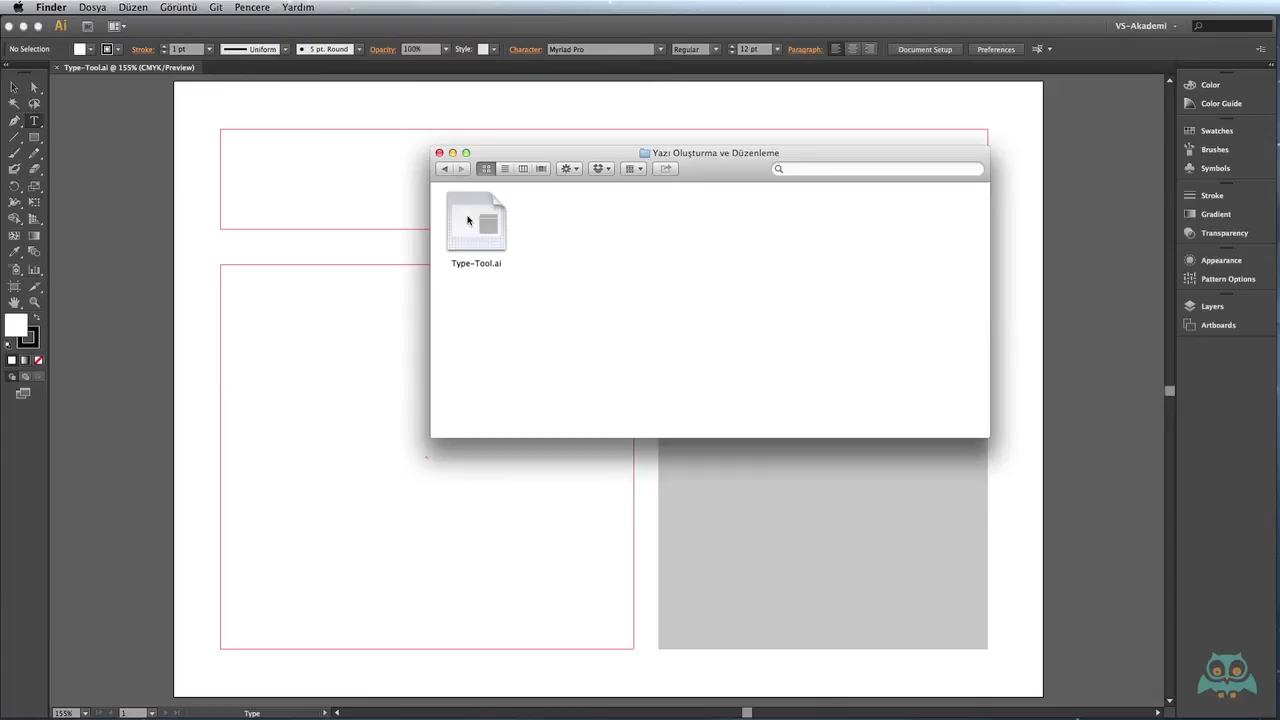 Finder Dosya Düzen Görüntü Git Pencere Yardım
Ai VS-Akademi
No Selection Stroke: 1 pt Uniform 5 pt. Round Opacity: 100% Style: Character: Myriad Pro Regular 12 pt Paragraph: Document Setup Preferences
Type-Tool.ai @ 155% (CMYK/Preview)
Color
Color Guide
Swatches
Brushes
Symbols
Stroke
Gradient
Transparency
Appearance
Pattern Options
Layers
Artboards
Yazı Oluşturma ve Düzenleme
Type-Tool.ai
155% 1 Type